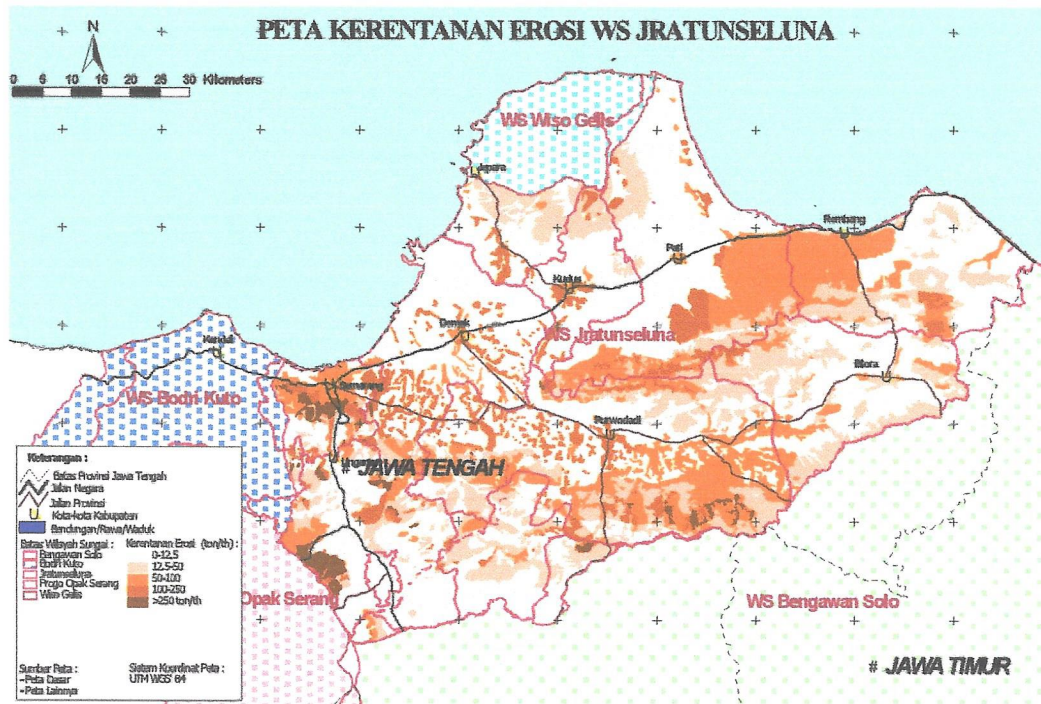 PETA KERENTANAN EROSI WS JRATUNSELUNA
N
0 5 10 15 20 25 30 Kilometers
WS Wiso Gelis
Jepara
Rembang
Pati
Kudus
Demak
WS Jratunseluna
Kendal
Blora
Semarang
WS Bodri Kuto
Purwodadi
Ungaran
# JAWA TENGAH
Keterangan :
Batas Provinsi Jawa Tengah
Jalan Negara
Jalan Provinsi
Kota-kota Kabupaten
Bendungan/Rawa/Waduk
Batas Wilayah Sungai :
Bengawan Solo
Bodri Kuto
Jratunseluna
Progo Opak Serang
Wiso Gelis
Kerentanan Erosi (ton/th) :
0-12,5
12,5-50
50-100
100-250
>250 ton/th
Opak Serang
WS Bengawan Solo
Sumber Peta :
-Peta Dasar
-Peta Lainnya
Sistem Koordinat Peta :
UTM WGS' 84
# JAWA TIMUR